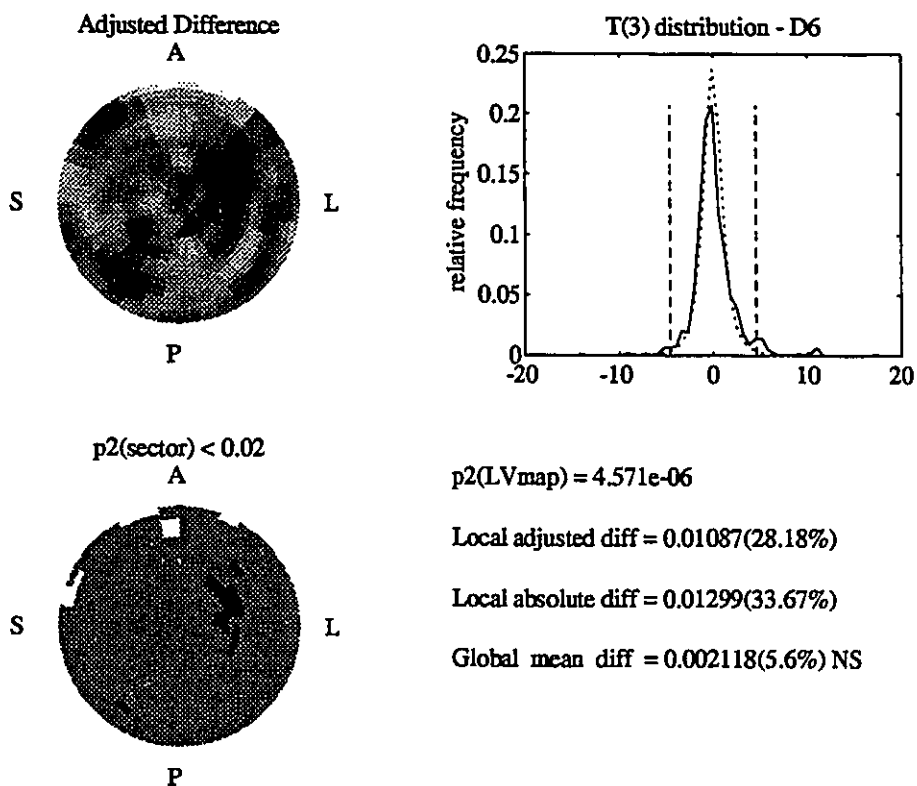 Adjusted Difference
A
S
L
P
T(3) distribution - D6
relative frequency
0.25
0.2
0.15
0.1
0.05
0
-20
-10
0
10
20
p2(sector) < 0.02
A
S
L
P
p2(LVmap) = 4.571e-06
Local adjusted diff = 0.01087(28.18%)
Local absolute diff = 0.01299(33.67%)
Global mean diff = 0.002118(5.6%) NS